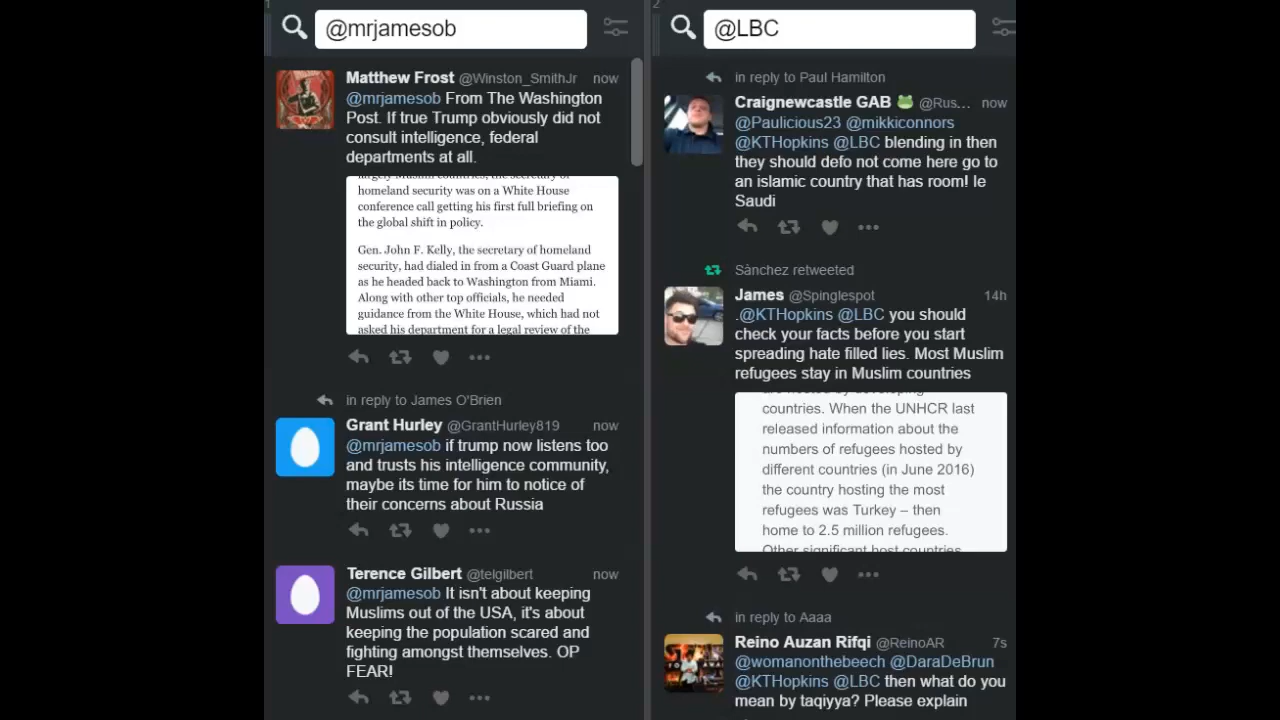 1
@mrjamesob
Matthew Frost @Winston_SmithJr now
@mrjamesob From The Washington
Post. If true Trump obviously did not
consult intelligence, federal
departments at all.
largely Muslim countries, the secretary of
homeland security was on a White House
conference call getting his first full briefing on
the global shift in policy.
Gen. John F. Kelly, the secretary of homeland
security, had dialed in from a Coast Guard plane
as he headed back to Washington from Miami.
Along with other top officials, he needed
guidance from the White House, which had not
asked his department for a legal review of the
in reply to James O'Brien
Grant Hurley @GrantHurley819 now
@mrjamesob if trump now listens too
and trusts his intelligence community,
maybe its time for him to notice of
their concerns about Russia
Terence Gilbert @telgilbert now
@mrjamesob It isn't about keeping
Muslims out of the USA, it's about
keeping the population scared and
fighting amongst themselves. OP
FEAR!
2
@LBC
in reply to Paul Hamilton
Craignewcastle GAB 🐸 @Rus... now
@Paulicious23 @mikkiconnors
@KTHopkins @LBC blending in then
they should defo not come here go to
an islamic country that has room! Ie
Saudi
Sànchez retweeted
James @Spinglespot 14h
.@KTHopkins @LBC you should
check your facts before you start
spreading hate filled lies. Most Muslim
refugees stay in Muslim countries
are hosted by developing
countries. When the UNHCR last
released information about the
numbers of refugees hosted by
different countries (in June 2016)
the country hosting the most
refugees was Turkey – then
home to 2.5 million refugees.
Other significant host countries
in reply to Aaaa
Reino Auzan Rifqi @ReinoAR 7s
@womanonthebeech @DaraDeBrun
@KTHopkins @LBC then what do you
mean by taqiyya? Please explain